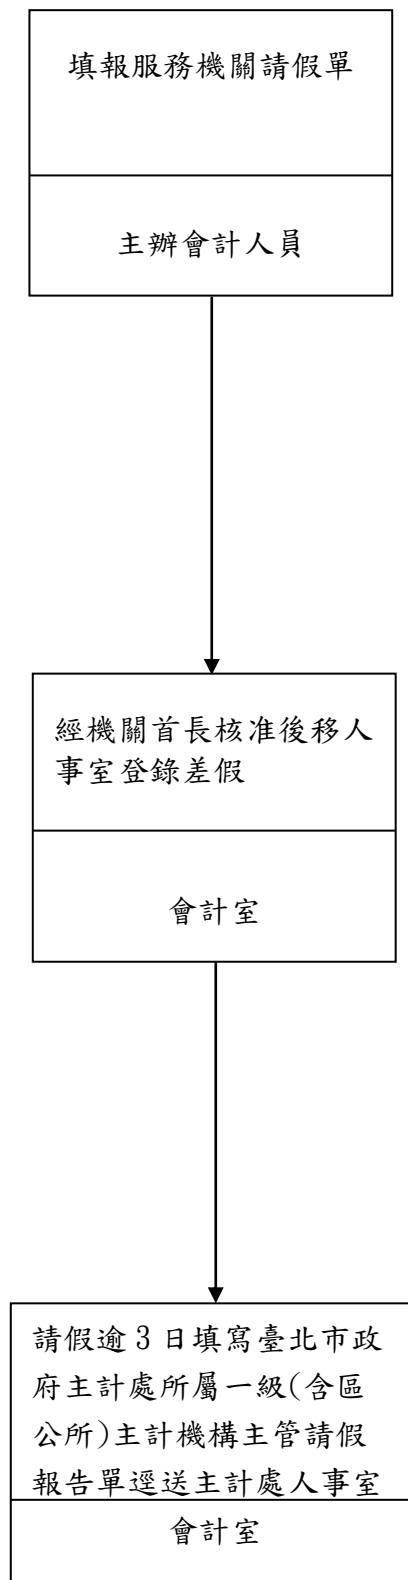 填報服務機關請假單
主辦會計人員
經機關首長核准後移人
事室登錄差假
會計室
請假逾3日填寫臺北市政
府主計處所屬一級(含區
公所)主計機構主管請假
報告單逕送主計處人事室
會計室